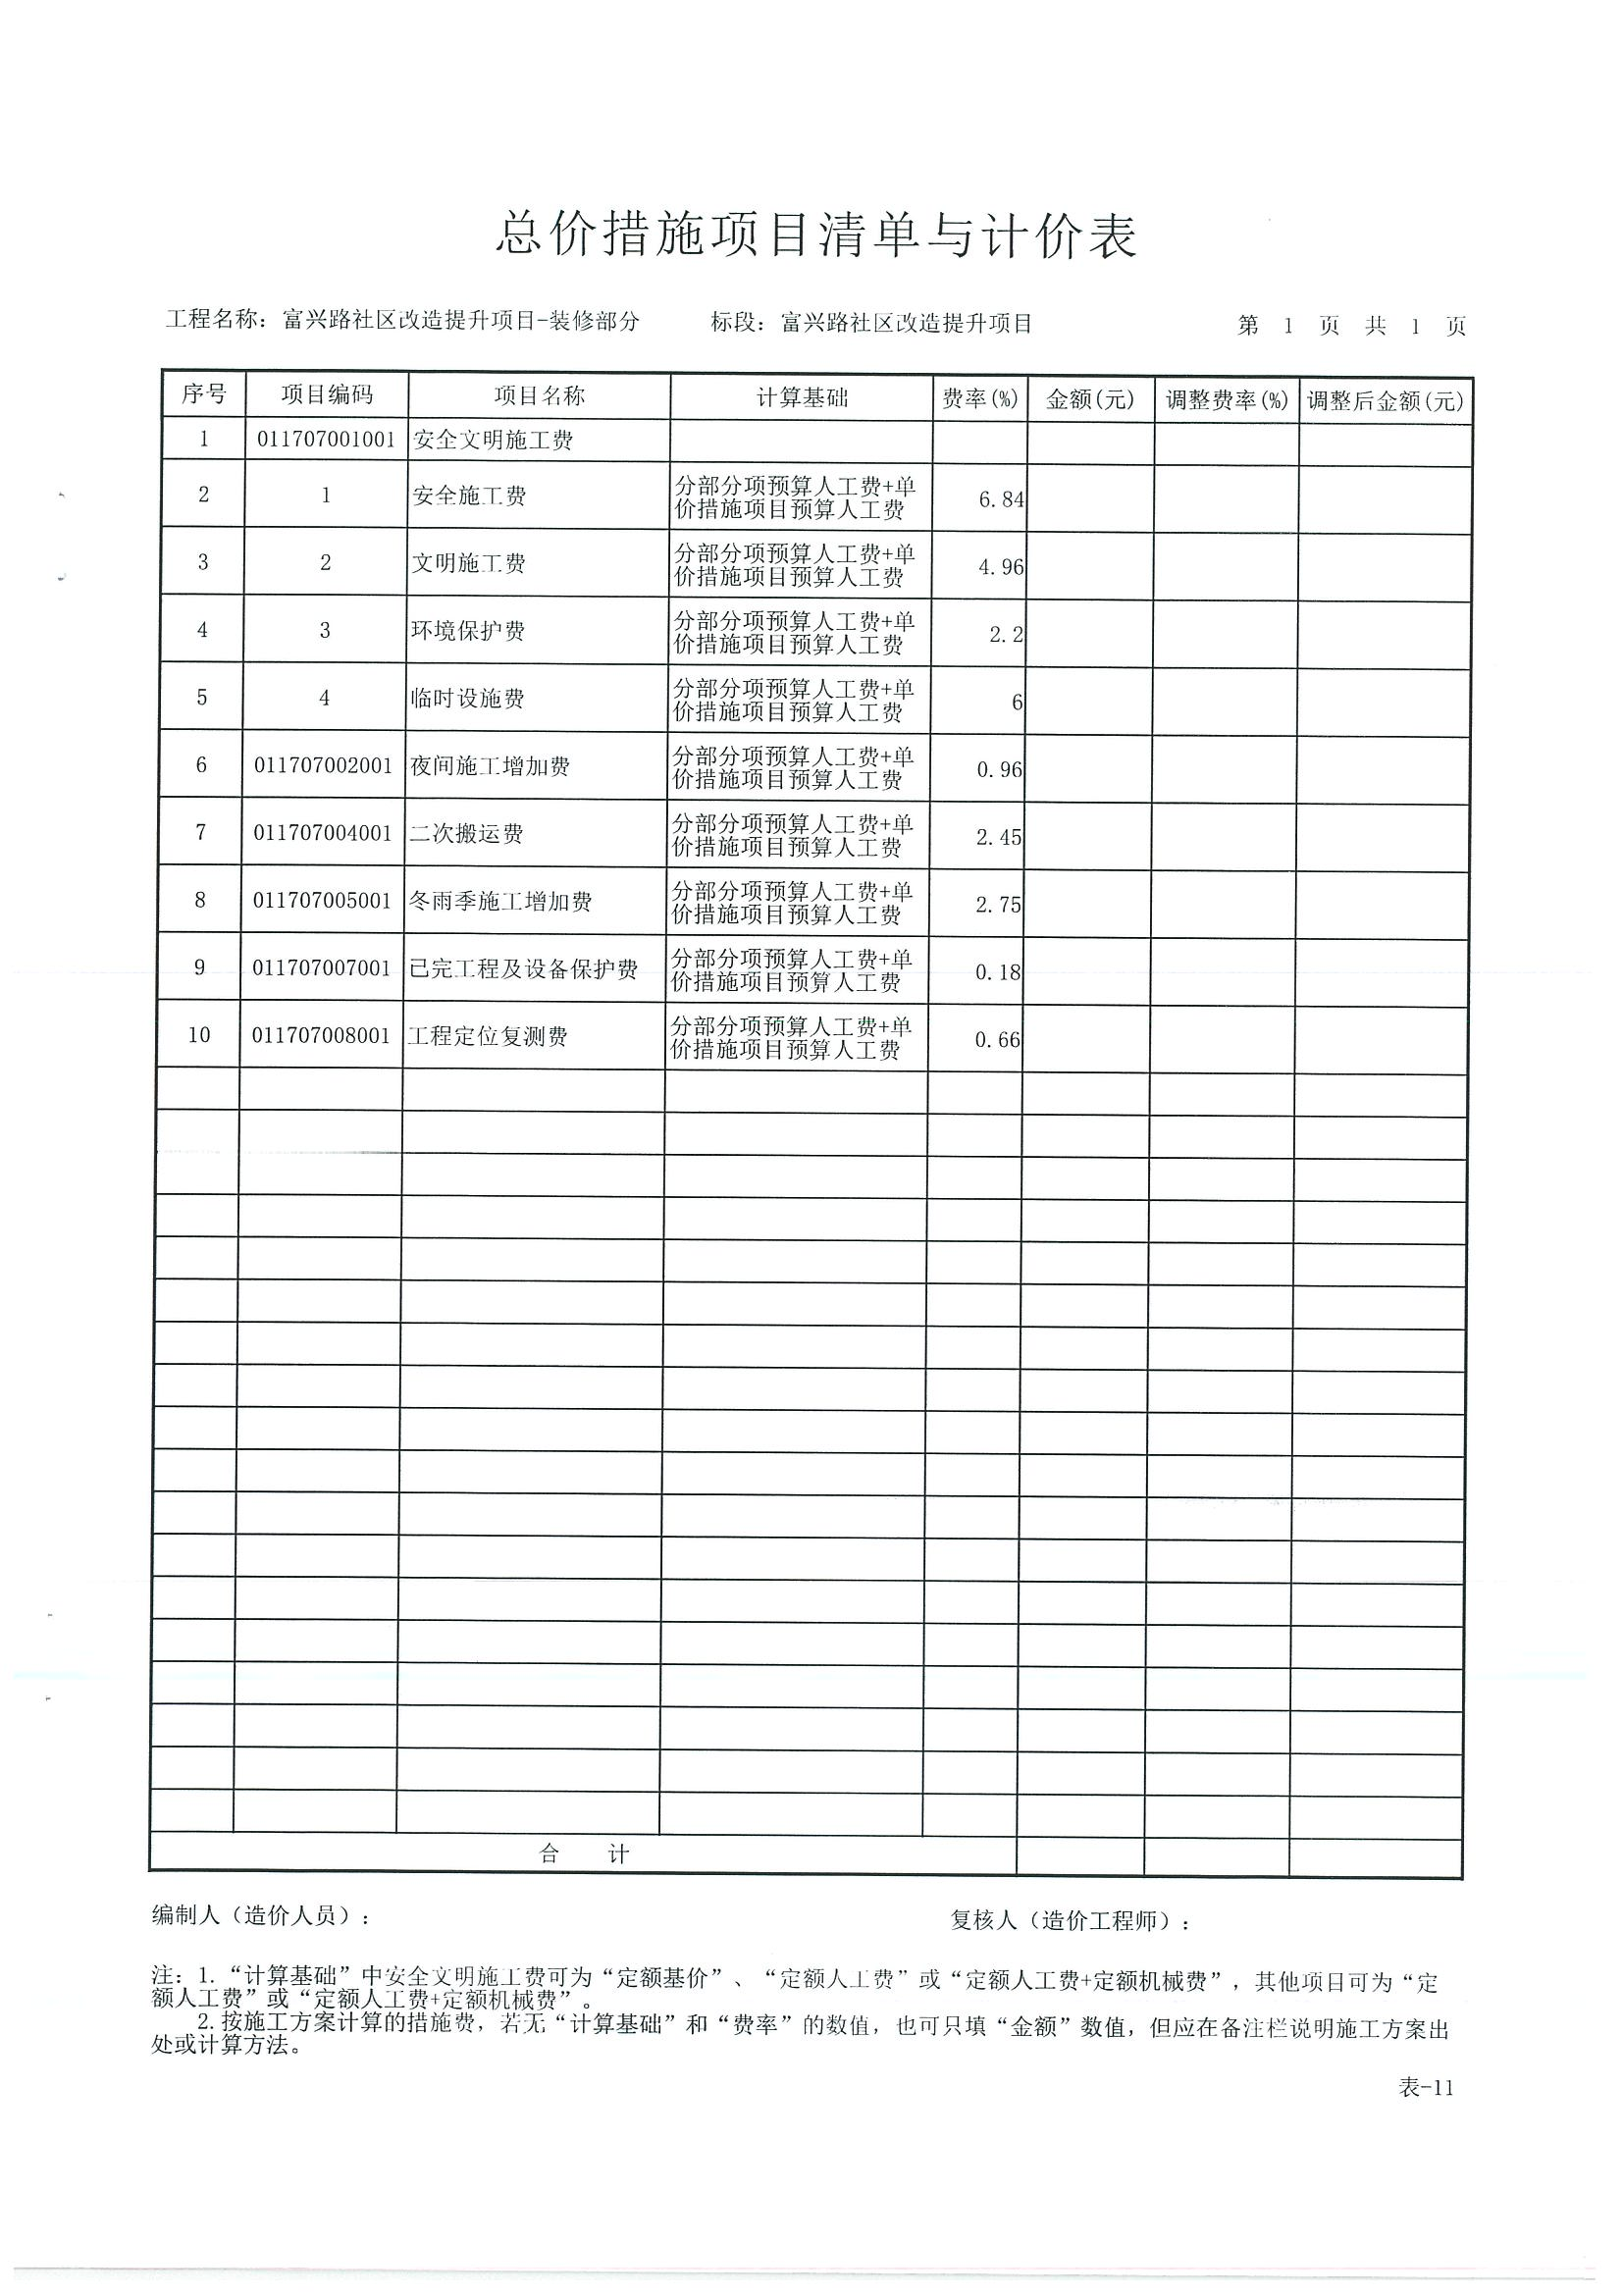 总价措施项目清单与计价表
工程名称：富兴路社区改造提升项目-装修部分 标段：富兴路社区改造提升项目 第 1 页 共 1 页
序号 项目编码 项目名称 计算基础 费率(%) 金额(元) 调整费率(%) 调整后金额(元)
1 011707001001 安全文明施工费
2 1 安全施工费 分部分项预算人工费+单
价措施项目预算人工费 6.84
3 2 文明施工费 分部分项预算人工费+单
价措施项目预算人工费 4.96
4 3 环境保护费 分部分项预算人工费+单
价措施项目预算人工费 2.2
5 4 临时设施费 分部分项预算人工费+单
价措施项目预算人工费 6
6 011707002001 夜间施工增加费 分部分项预算人工费+单
价措施项目预算人工费 0.96
7 011707004001 二次搬运费 分部分项预算人工费+单
价措施项目预算人工费 2.45
8 011707005001 冬雨季施工增加费 分部分项预算人工费+单
价措施项目预算人工费 2.75
9 011707007001 已完工程及设备保护费 分部分项预算人工费+单
价措施项目预算人工费 0.18
10 011707008001 工程定位复测费 分部分项预算人工费+单
价措施项目预算人工费 0.66
合 计
编制人（造价人员）： 复核人（造价工程师）：
注：1.“计算基础”中安全文明施工费可为“定额基价”、“定额人工费”或“定额人工费+定额机械费”，其他项目可为“定
额人工费”或“定额人工费+定额机械费”。
2.按施工方案计算的措施费，若无“计算基础”和“费率”的数值，也可只填“金额”数值，但应在备注栏说明施工方案出
处或计算方法。
表-11